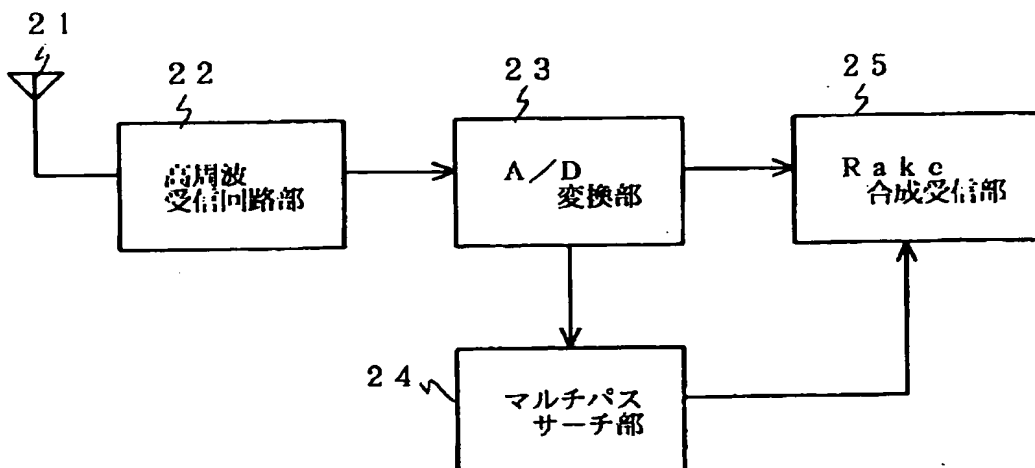 21
22
高周波
受信回路部
23
A/D
変換部
25
Rake
合成受信部
24
マルチパス
サーチ部